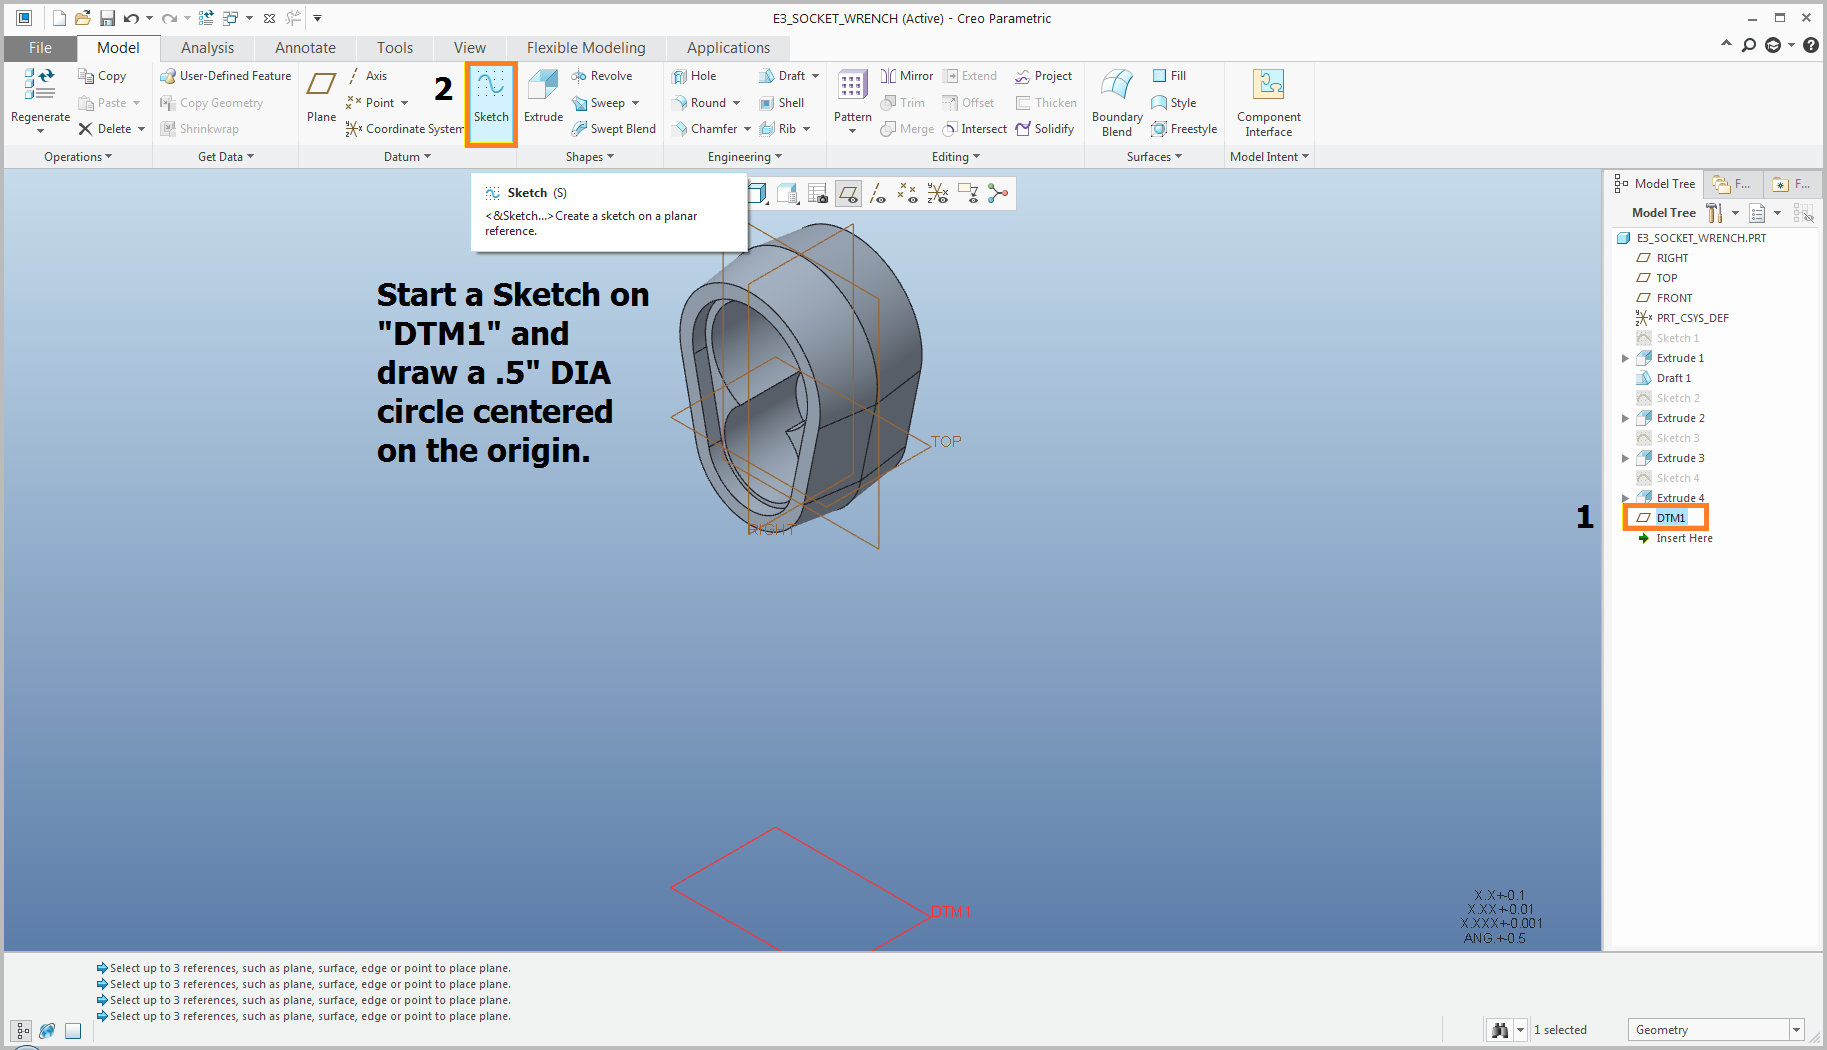 E3_SOCKET_WRENCH (Active) - Creo Parametric
File Model Analysis Annotate Tools View Flexible Modeling Applications
Regenerate
Copy
Paste
Delete
Operations
User-Defined Feature
Copy Geometry
Shrinkwrap
Get Data
Plane
Axis
Point
Coordinate System
Datum
2
Sketch
Extrude
Revolve
Sweep
Swept Blend
Shapes
Hole
Round
Chamfer
Draft
Shell
Rib
Engineering
Pattern
Mirror
Trim
Merge
Extend
Offset
Intersect
Project
Thicken
Solidify
Editing
Boundary
Blend
Fill
Style
Freestyle
Surfaces
Component
Interface
Model Intent
Sketch (S)
<&Sketch...>Create a sketch on a planar
reference.
Start a Sketch on
"DTM1" and
draw a .5" DIA
circle centered
on the origin.
TOP
RIGHT
DTM1
X.X+-0.1
X.XX+-0.01
X.XXX+-0.001
ANG.+-0.5
Model Tree F... F...
Model Tree
E3_SOCKET_WRENCH.PRT
RIGHT
TOP
FRONT
PRT_CSYS_DEF
Sketch 1
Extrude 1
Draft 1
Sketch 2
Extrude 2
Sketch 3
Extrude 3
Sketch 4
Extrude 4
1
DTM1
Insert Here
Select up to 3 references, such as plane, surface, edge or point to place plane.
Select up to 3 references, such as plane, surface, edge or point to place plane.
Select up to 3 references, such as plane, surface, edge or point to place plane.
Select up to 3 references, such as plane, surface, edge or point to place plane.
1 selected
Geometry